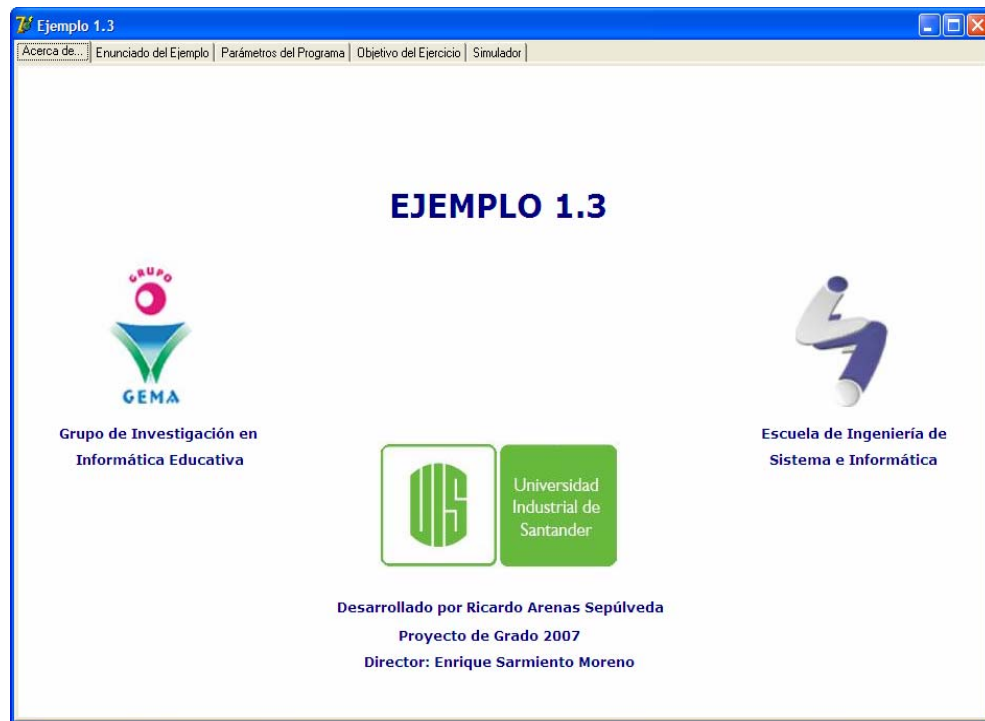 Ejemplo 1.3
Acerca de... Enunciado del Ejemplo Parámetros del Programa Objetivo del Ejercicio Simulador
EJEMPLO 1.3
GRUPO
GEMA
Grupo de Investigación en
Informática Educativa
Escuela de Ingeniería de
Sistema e Informática
UIS
Universidad
Industrial de
Santander
Desarrollado por Ricardo Arenas Sepúlveda
Proyecto de Grado 2007
Director: Enrique Sarmiento Moreno